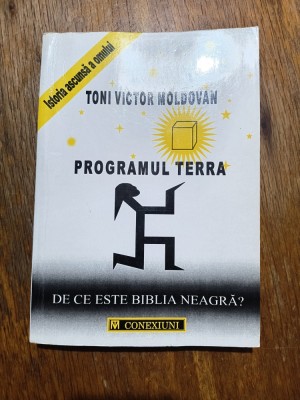 Istoria ascunsă a omului
TONI VICTOR MOLDOVAN
PROGRAMUL TERRA
DE CE ESTE BIBLIA NEAGRĂ?
CONEXIUNI